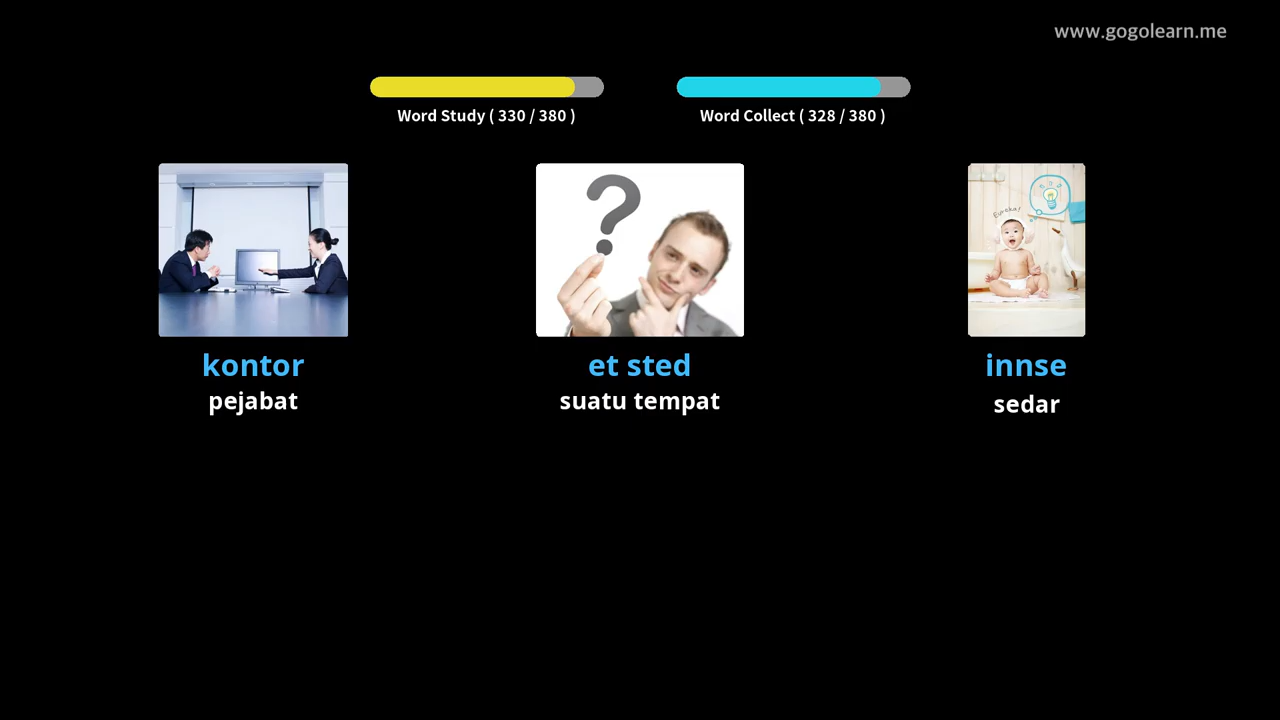 www.gogolearn.me
Word Study ( 330 / 380 )
Word Collect ( 328 / 380 )
Eureka!
kontor
et sted
innse
pejabat
suatu tempat
sedar